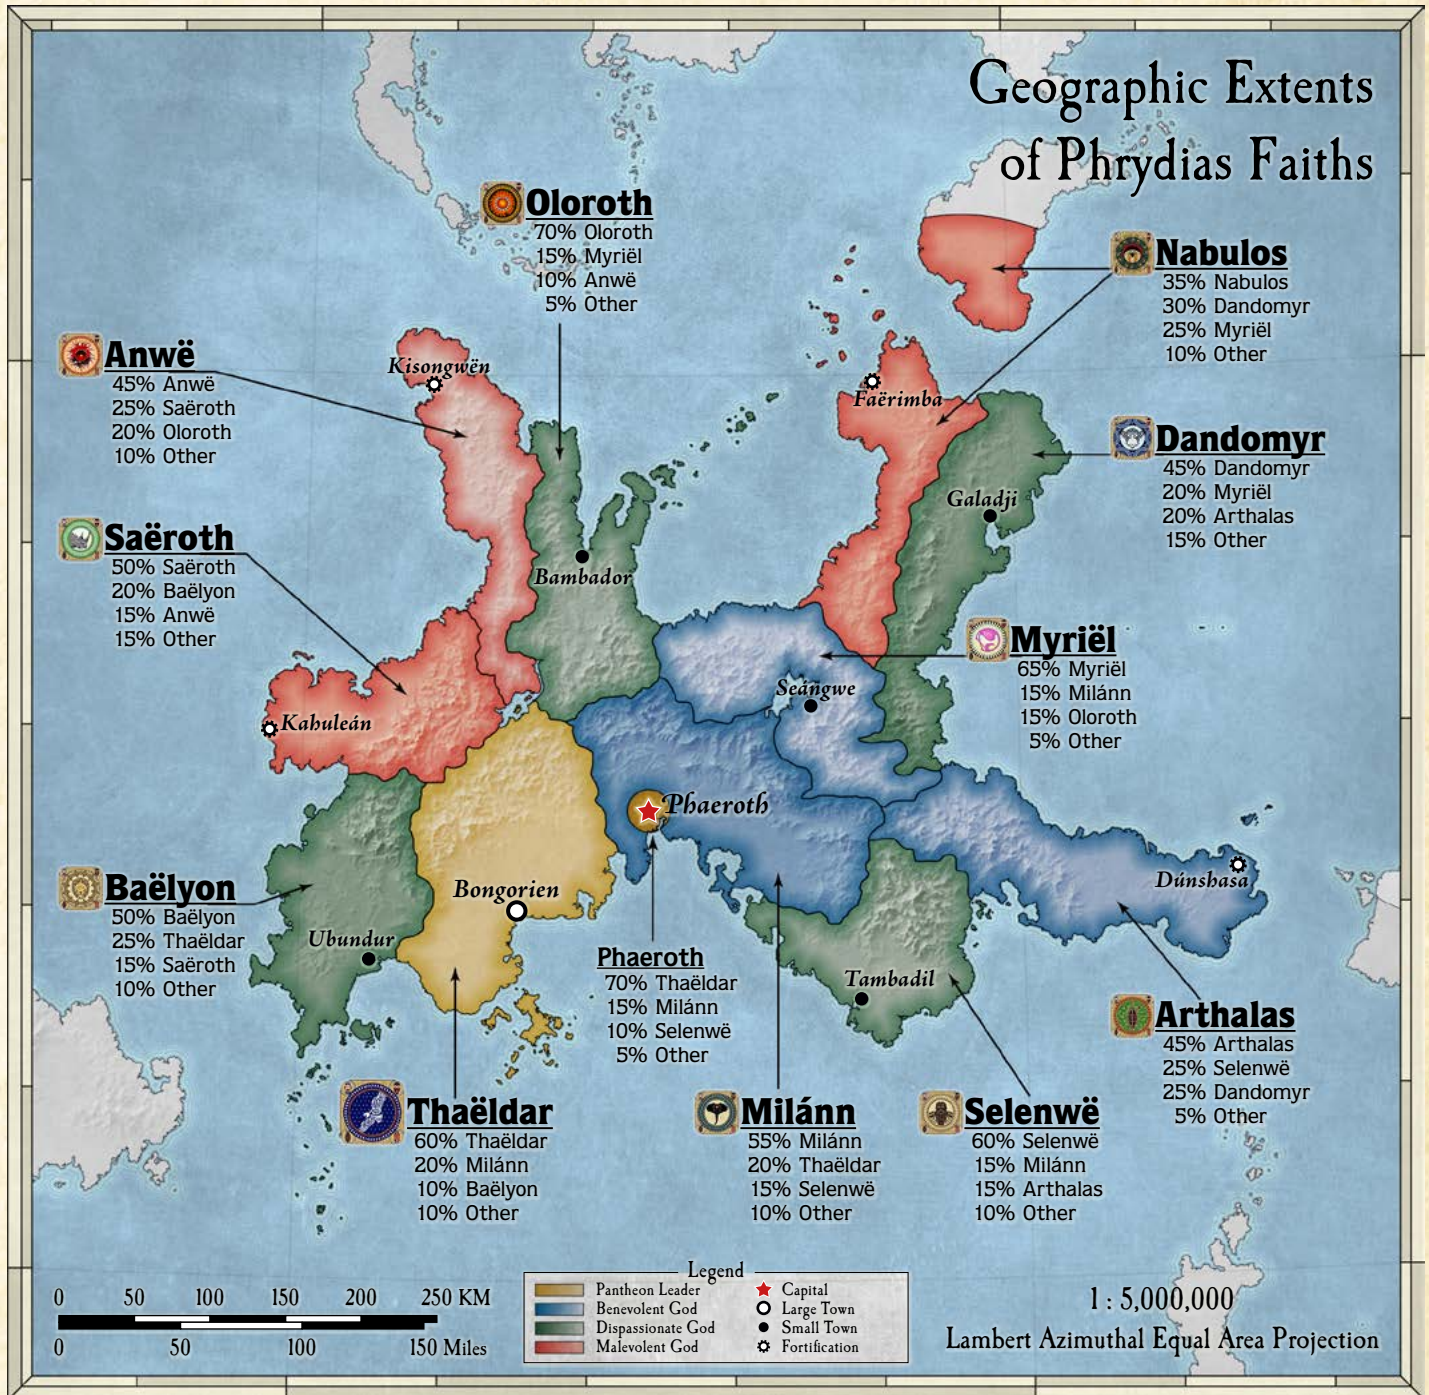 Geographic Extents
of Phrydias Faiths
Oloroth
70% Oloroth
15% Myriël
10% Anwë
5% Other
Nabulos
35% Nabulos
30% Dandomyr
25% Myriël
10% Other
Anwë
45% Anwë
25% Saëroth
20% Oloroth
10% Other
Kisongwën
Faërimba
Dandomyr
45% Dandomyr
20% Myriël
20% Arthalas
15% Other
Galadji
Saëroth
50% Saëroth
20% Baëlyon
15% Anwë
15% Other
Bambador
Myriël
65% Myriël
15% Milánn
15% Oloroth
5% Other
Seángwe
Kahuleán
Phaeroth
Baëlyon
50% Baëlyon
25% Thaëldar
15% Saëroth
10% Other
Bongorien
Dúnshasa
Ubundur
Phaeroth
70% Thaëldar
15% Milánn
10% Selenwë
5% Other
Tambadil
Arthalas
45% Arthalas
25% Selenwë
25% Dandomyr
5% Other
Thaëldar
60% Thaëldar
20% Milánn
10% Baëlyon
10% Other
Milánn
55% Milánn
20% Thaëldar
15% Selenwë
10% Other
Selenwë
60% Selenwë
15% Milánn
15% Arthalas
10% Other
0 50 100 150 200 250 KM
0 50 100 150 Miles
Legend
Pantheon Leader
Benevolent God
Dispassionate God
Malevolent God
Capital
Large Town
Small Town
Fortification
1 : 5,000,000
Lambert Azimuthal Equal Area Projection